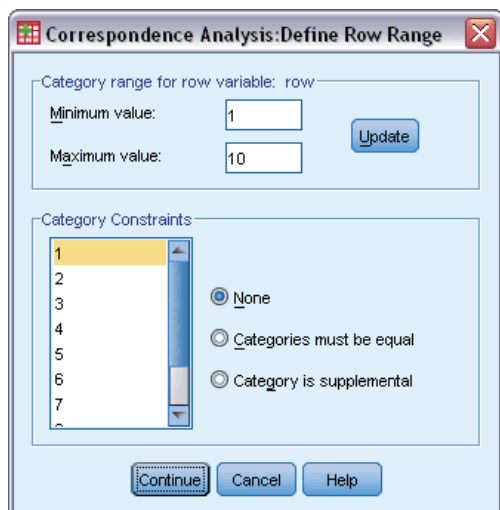 Correspondence Analysis:Define Row Range
Category range for row variable: row
Minimum value:
1
Update
Maximum value:
10
Category Constraints
1
2
3
4
5
6
7
None
Categories must be equal
Category is supplemental
Continue
Cancel
Help